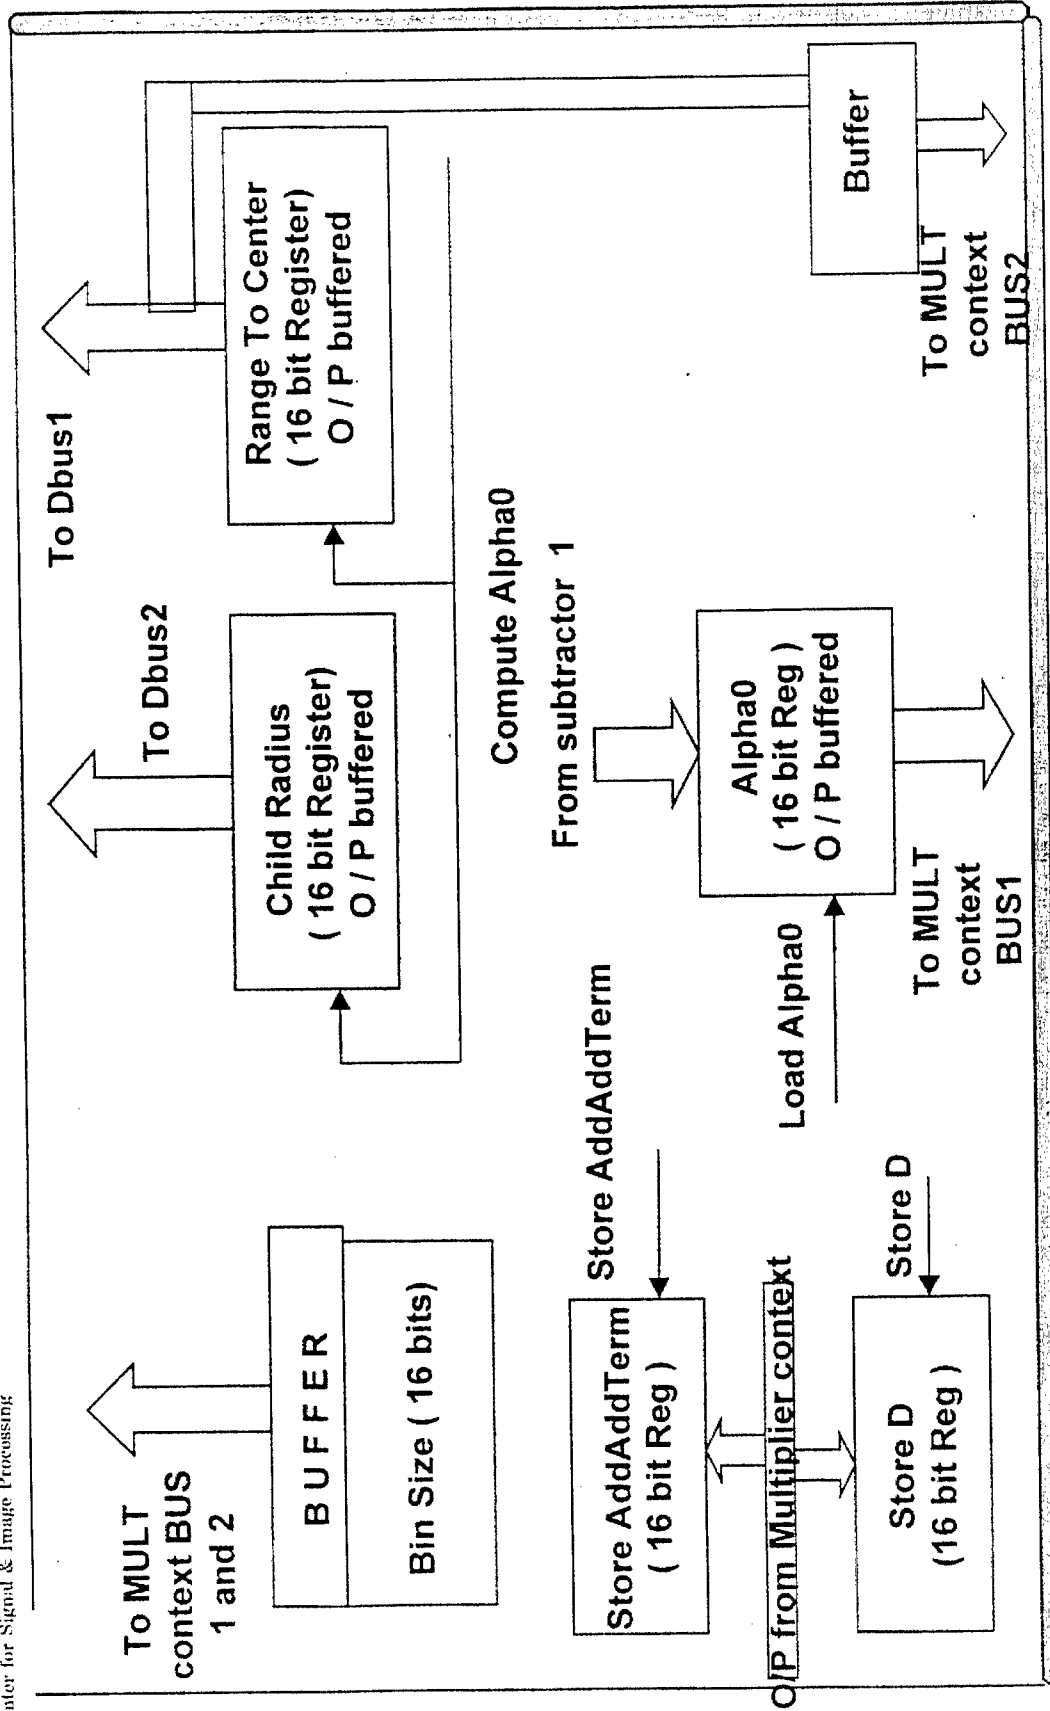 nter for Signal & Image Processing
To MULT
context BUS
1 and 2
BUFFER
Bin Size ( 16 bits)
To Dbus2
Child Radius
( 16 bit Register)
O / P buffered
To Dbus1
Range To Center
( 16 bit Register)
O / P buffered
Compute Alpha0
From subtractor 1
Store AddAddTerm
Store AddAddTerm
( 16 bit Reg )
O/P from Multiplier context
Store D
Store D
(16 bit Reg )
Load Alpha0
Alpha0
( 16 bit Reg )
O / P buffered
To MULT
context
BUS1
Buffer
To MULT
context
BUS2